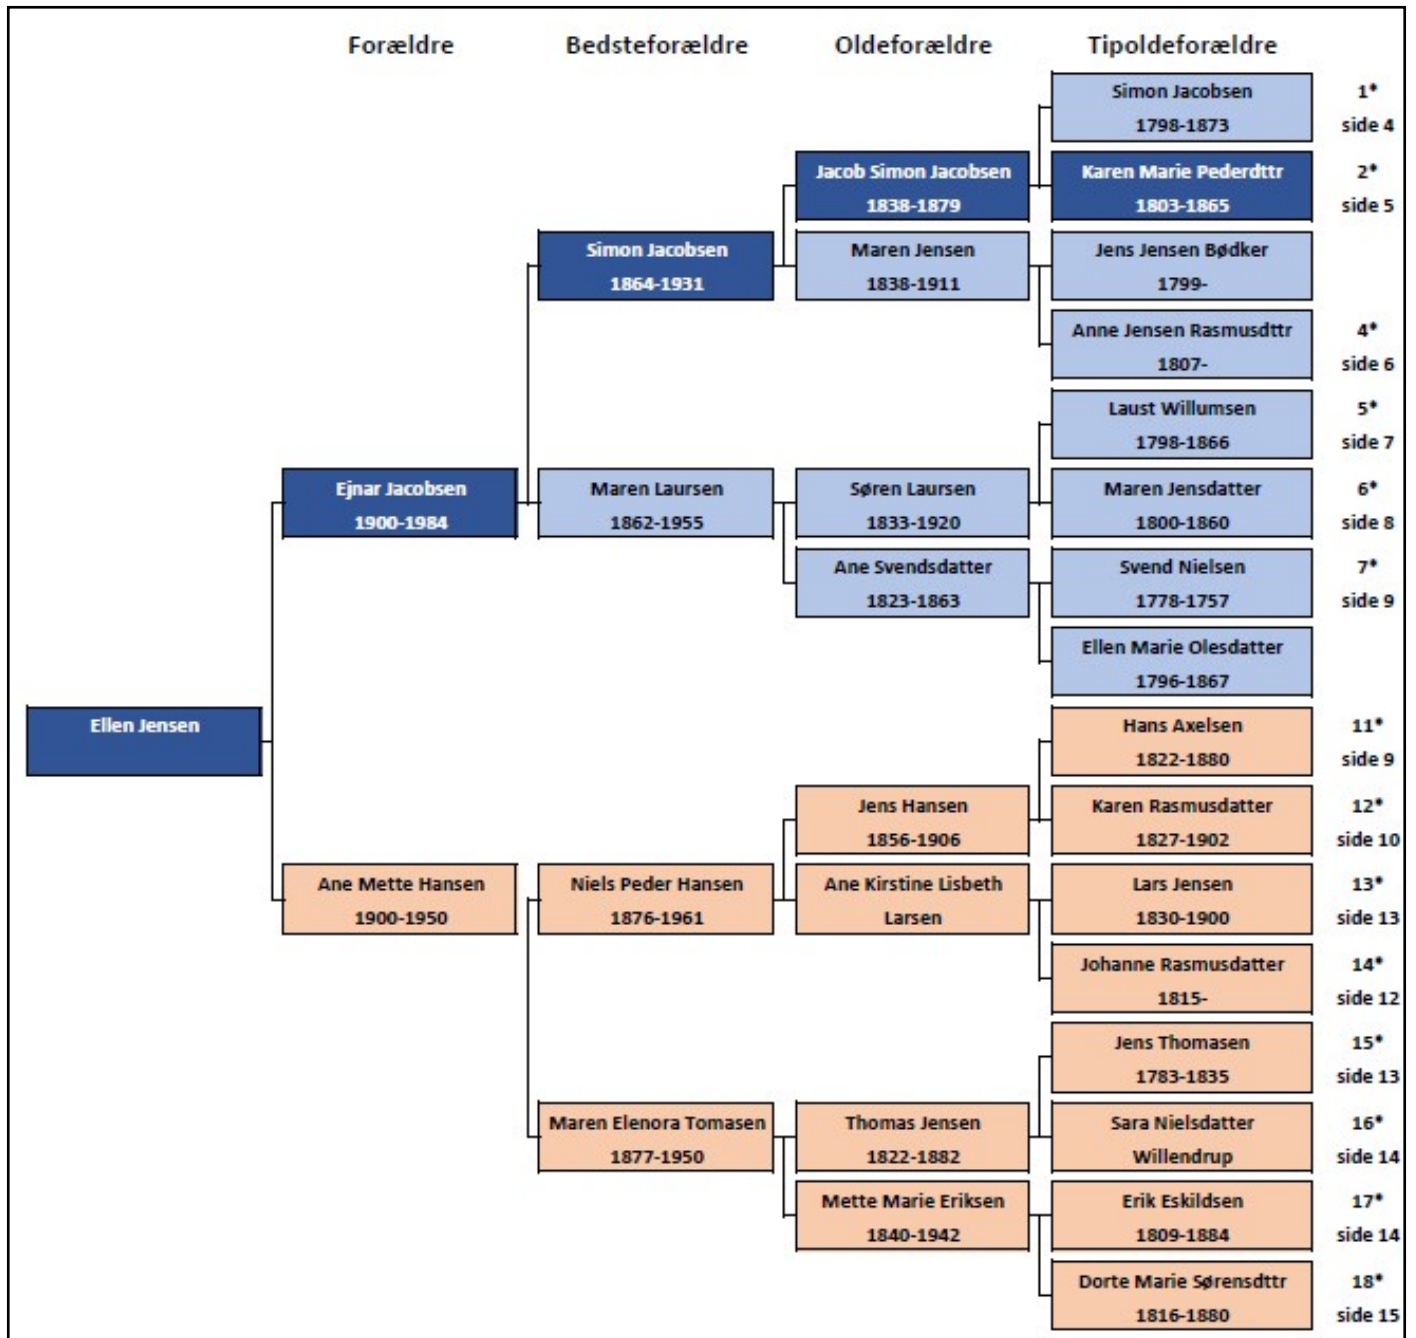 Forældre Bedsteforældre Oldeforældre Tipoldeforældre
Simon Jacobsen 1*
1798-1873 side 4
Jacob Simon Jacobsen Karen Marie Pederdttr 2*
1838-1879 1803-1865 side 5
Simon Jacobsen Maren Jensen Jens Jensen Bødker
1864-1931 1838-1911 1799-
Anne Jensen Rasmusdttr 4*
1807- side 6
Laust Willumsen 5*
1798-1866 side 7
Ejnar Jacobsen Maren Laursen Søren Laursen Maren Jensdatter 6*
1900-1984 1862-1955 1833-1920 1800-1860 side 8
Ane Svendsdatter Svend Nielsen 7*
1823-1863 1778-1757 side 9
Ellen Marie Olesdatter
1796-1867
Ellen Jensen Hans Axelsen 11*
1822-1880 side 9
Jens Hansen Karen Rasmusdatter 12*
1856-1906 1827-1902 side 10
Ane Mette Hansen Niels Peder Hansen Ane Kirstine Lisbeth Lars Jensen 13*
1900-1950 1876-1961 Larsen 1830-1900 side 13
Johanne Rasmusdatter 14*
1815- side 12
Jens Thomasen 15*
1783-1835 side 13
Maren Elenora Tomasen Thomas Jensen Sara Nielsdatter 16*
1877-1950 1822-1882 Willendrup side 14
Mette Marie Eriksen Erik Eskildsen 17*
1840-1942 1809-1884 side 14
Dorte Marie Sørensdttr 18*
1816-1880 side 15